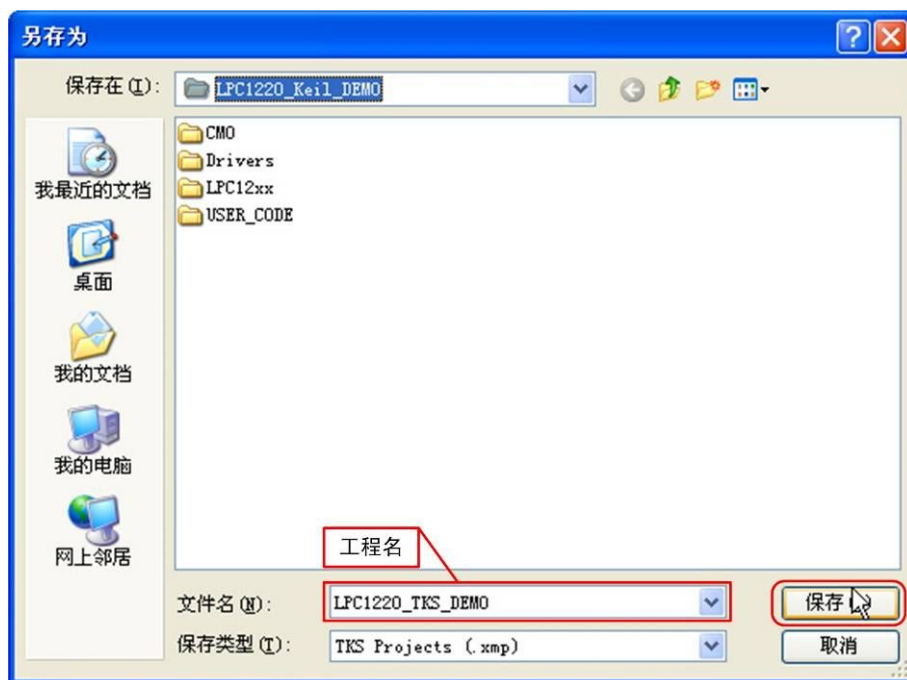 另存为
保存在(I):
LPC1220_Keil_DEMO
CMO
Drivers
LPC12xx
USER_CODE
我最近的文档
桌面
我的文档
我的电脑
网上邻居
工程名
文件名(N):
LPC1220_TKS_DEMO
保存
保存类型(T):
TKS Projects (.xmp)
取消